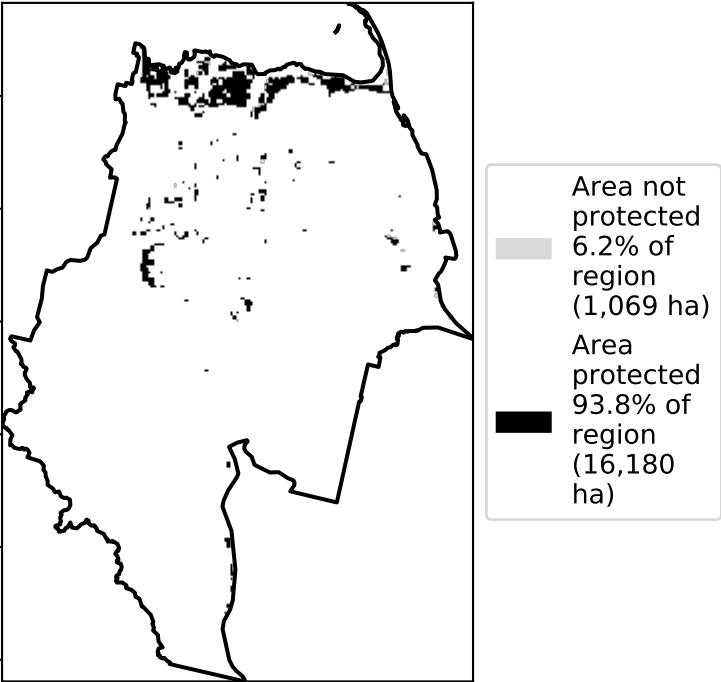 Area not
protected
6.2% of
region
(1,069 ha)
Area
protected
93.8% of
region
(16,180
ha)